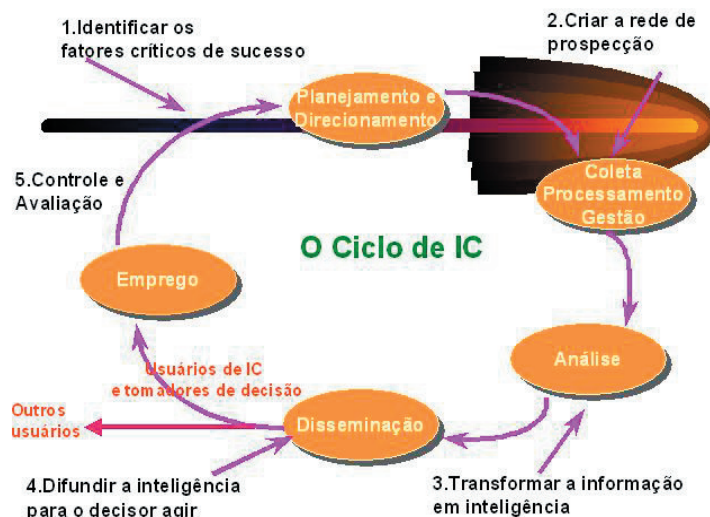 1.Identificar os
fatores críticos de sucesso
2.Criar a rede de
prospecção
Planejamento e
Direcionamento
Coleta
Processamento
Gestão
5.Controle e
Avaliação
O Ciclo de IC
Emprego
Análise
Usuários de IC
e tomadores de decisão
Outros
usuários
Disseminação
4.Difundir a inteligência
para o decisor agir
3.Transformar a informação
em inteligência